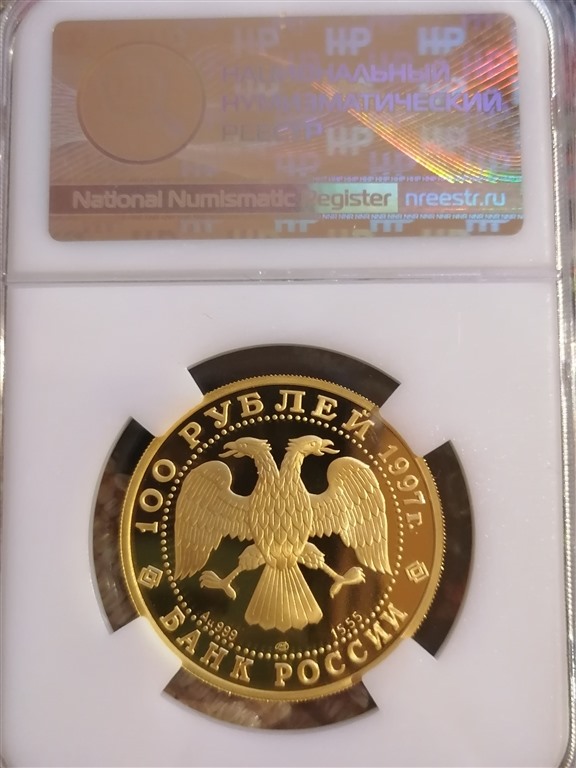 НР НР НР
НАЦИОНАЛЬНЫЙ
НУМИЗМАТИЧЕСКИЙ
РЕЕСТР
National Numismatic Register nreestr.ru
100 РУБЛЕЙ 1997 г.
Au 999 15.55
БАНК РОССИИ